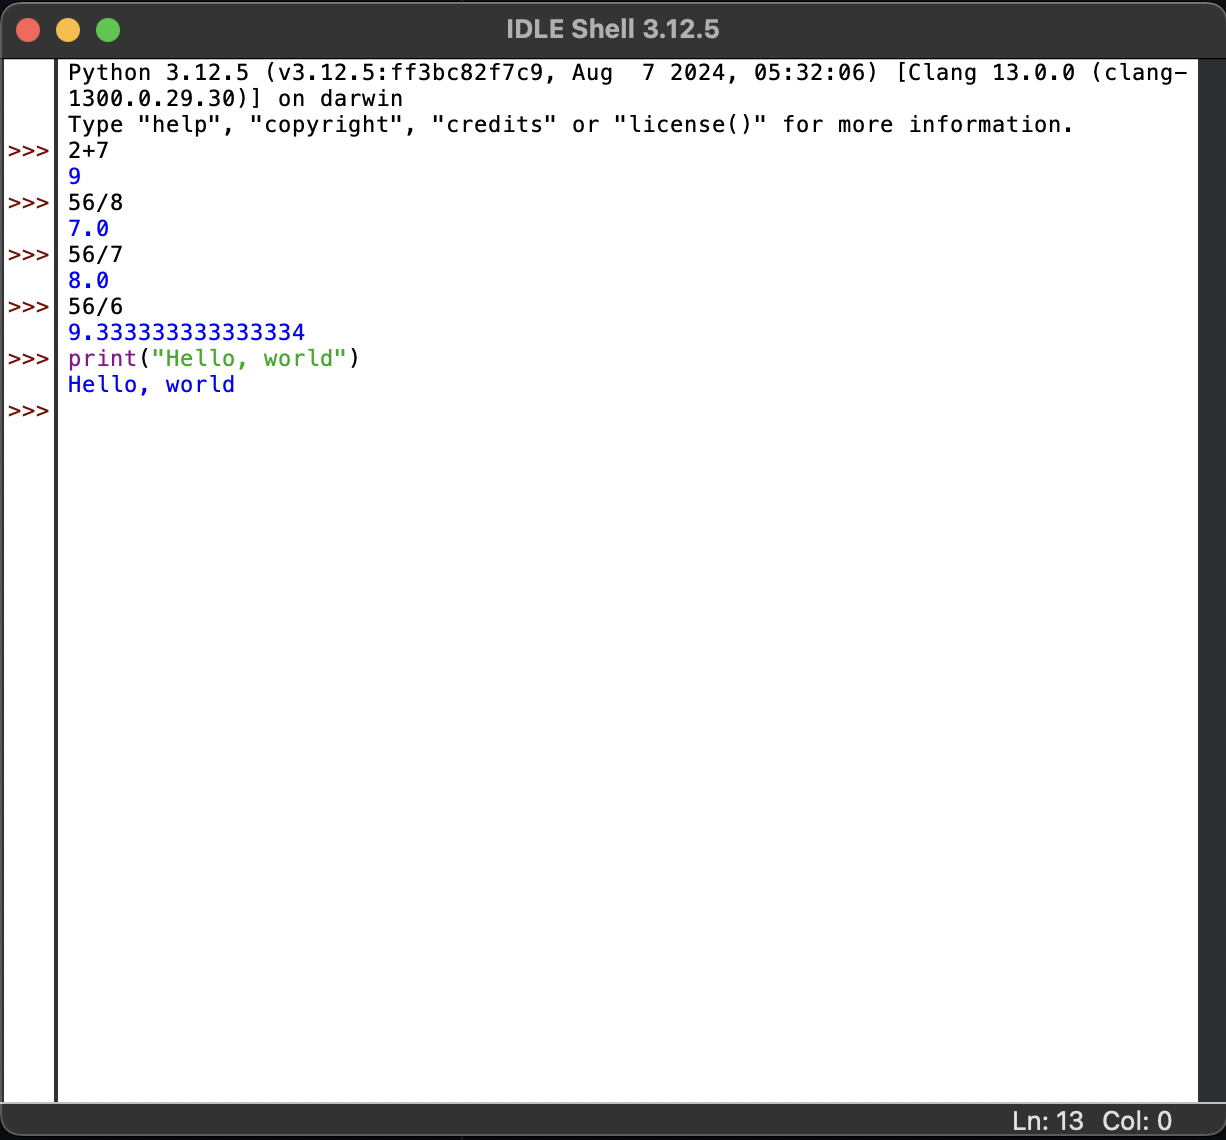 IDLE Shell 3.12.5
Python 3.12.5 (v3.12.5:ff3bc82f7c9, Aug  7 2024, 05:32:06) [Clang 13.0.0 (clang-
1300.0.29.30)] on darwin
Type "help", "copyright", "credits" or "license()" for more information.
>>> 2+7
9
>>> 56/8
7.0
>>> 56/7
8.0
>>> 56/6
9.333333333333334
>>> print("Hello, world")
Hello, world
>>>
Ln: 13 Col: 0